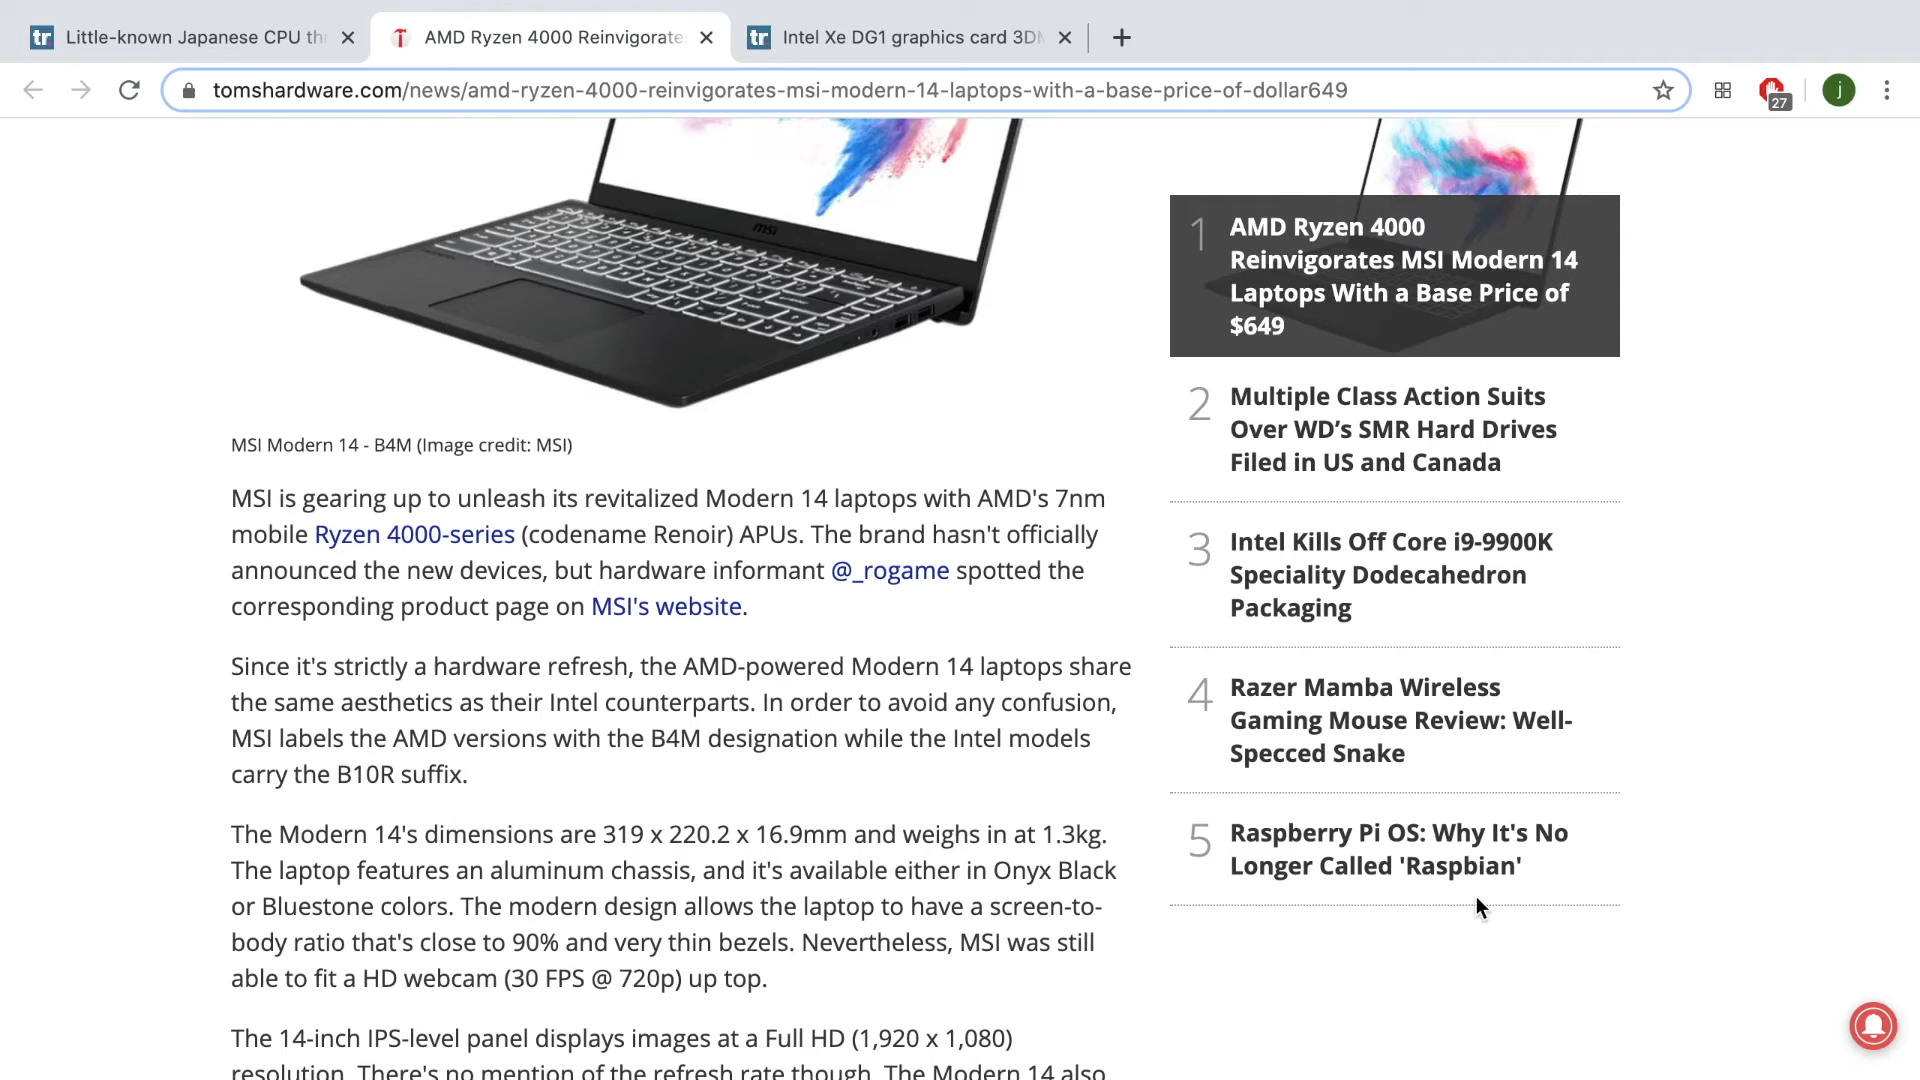 Little-known Japanese CPU th
AMD Ryzen 4000 Reinvigorate
Intel Xe DG1 graphics card 3DM
tomshardware.com/news/amd-ryzen-4000-reinvigorates-msi-modern-14-laptops-with-a-base-price-of-dollar649
27
j
msi
MSI Modern 14 - B4M (Image credit: MSI)
MSI is gearing up to unleash its revitalized Modern 14 laptops with AMD's 7nm
mobile Ryzen 4000-series (codename Renoir) APUs. The brand hasn't officially
announced the new devices, but hardware informant @_rogame spotted the
corresponding product page on MSI's website.
Since it's strictly a hardware refresh, the AMD-powered Modern 14 laptops share
the same aesthetics as their Intel counterparts. In order to avoid any confusion,
MSI labels the AMD versions with the B4M designation while the Intel models
carry the B10R suffix.
The Modern 14's dimensions are 319 x 220.2 x 16.9mm and weighs in at 1.3kg.
The laptop features an aluminum chassis, and it's available either in Onyx Black
or Bluestone colors. The modern design allows the laptop to have a screen-to-
body ratio that's close to 90% and very thin bezels. Nevertheless, MSI was still
able to fit a HD webcam (30 FPS @ 720p) up top.
The 14-inch IPS-level panel displays images at a Full HD (1,920 x 1,080)
resolution. There's no mention of the refresh rate though. The Modern 14 also
1 AMD Ryzen 4000
Reinvigorates MSI Modern 14
Laptops With a Base Price of
$649
2 Multiple Class Action Suits
Over WD’s SMR Hard Drives
Filed in US and Canada
3 Intel Kills Off Core i9-9900K
Speciality Dodecahedron
Packaging
4 Razer Mamba Wireless
Gaming Mouse Review: Well-
Specced Snake
5 Raspberry Pi OS: Why It's No
Longer Called 'Raspbian'